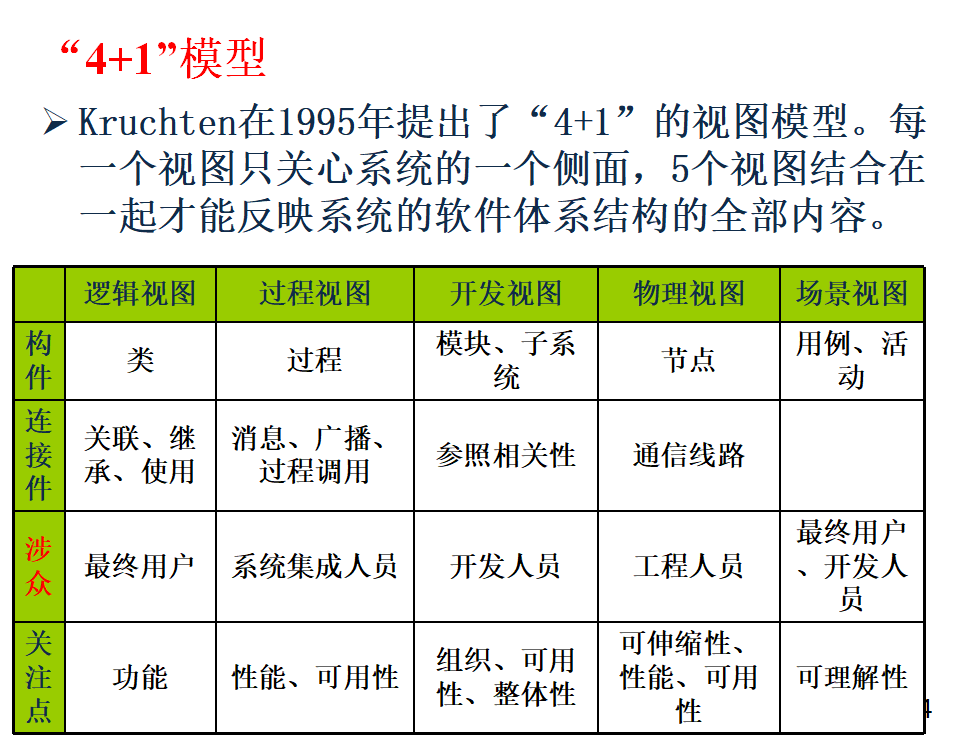 “4+1”模型
➢Kruchten在1995年提出了“4+1”的视图模型。每
一个视图只关心系统的一个侧面，5个视图结合在
一起才能反映系统的软件体系结构的全部内容。
逻辑视图 过程视图 开发视图 物理视图 场景视图
构
件
类
过程
模块、子系
统
节点
用例、活
动
连
接
件
关联、继
承、使用
消息、广播、
过程调用
参照相关性
通信线路
涉
众
最终用户
系统集成人员
开发人员
工程人员
最终用户
、开发人
员
关
注
点
功能
性能、可用性
组织、可用
性、整体性
可伸缩性、
性能、可用
性
可理解性
4